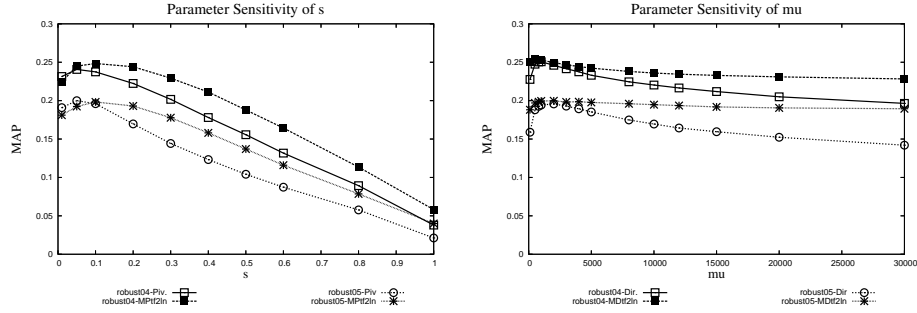 Parameter Sensitivity of s
0.3
0.25
0.2
0.15
0.1
0.05
0
MAP
0 0.1 0.2 0.3 0.4 0.5 0.6 0.7 0.8 0.9 1
s
robust04-Piv. robust05-Piv
robust04-MPtf2ln robust05-MPtf2ln
Parameter Sensitivity of mu
0.3
0.25
0.2
0.15
0.1
0.05
0
MAP
0 5000 10000 15000 20000 25000 30000
mu
robust04-Dir. robust05-Dir
robust04-MDtf2ln robust05-MDtf2ln